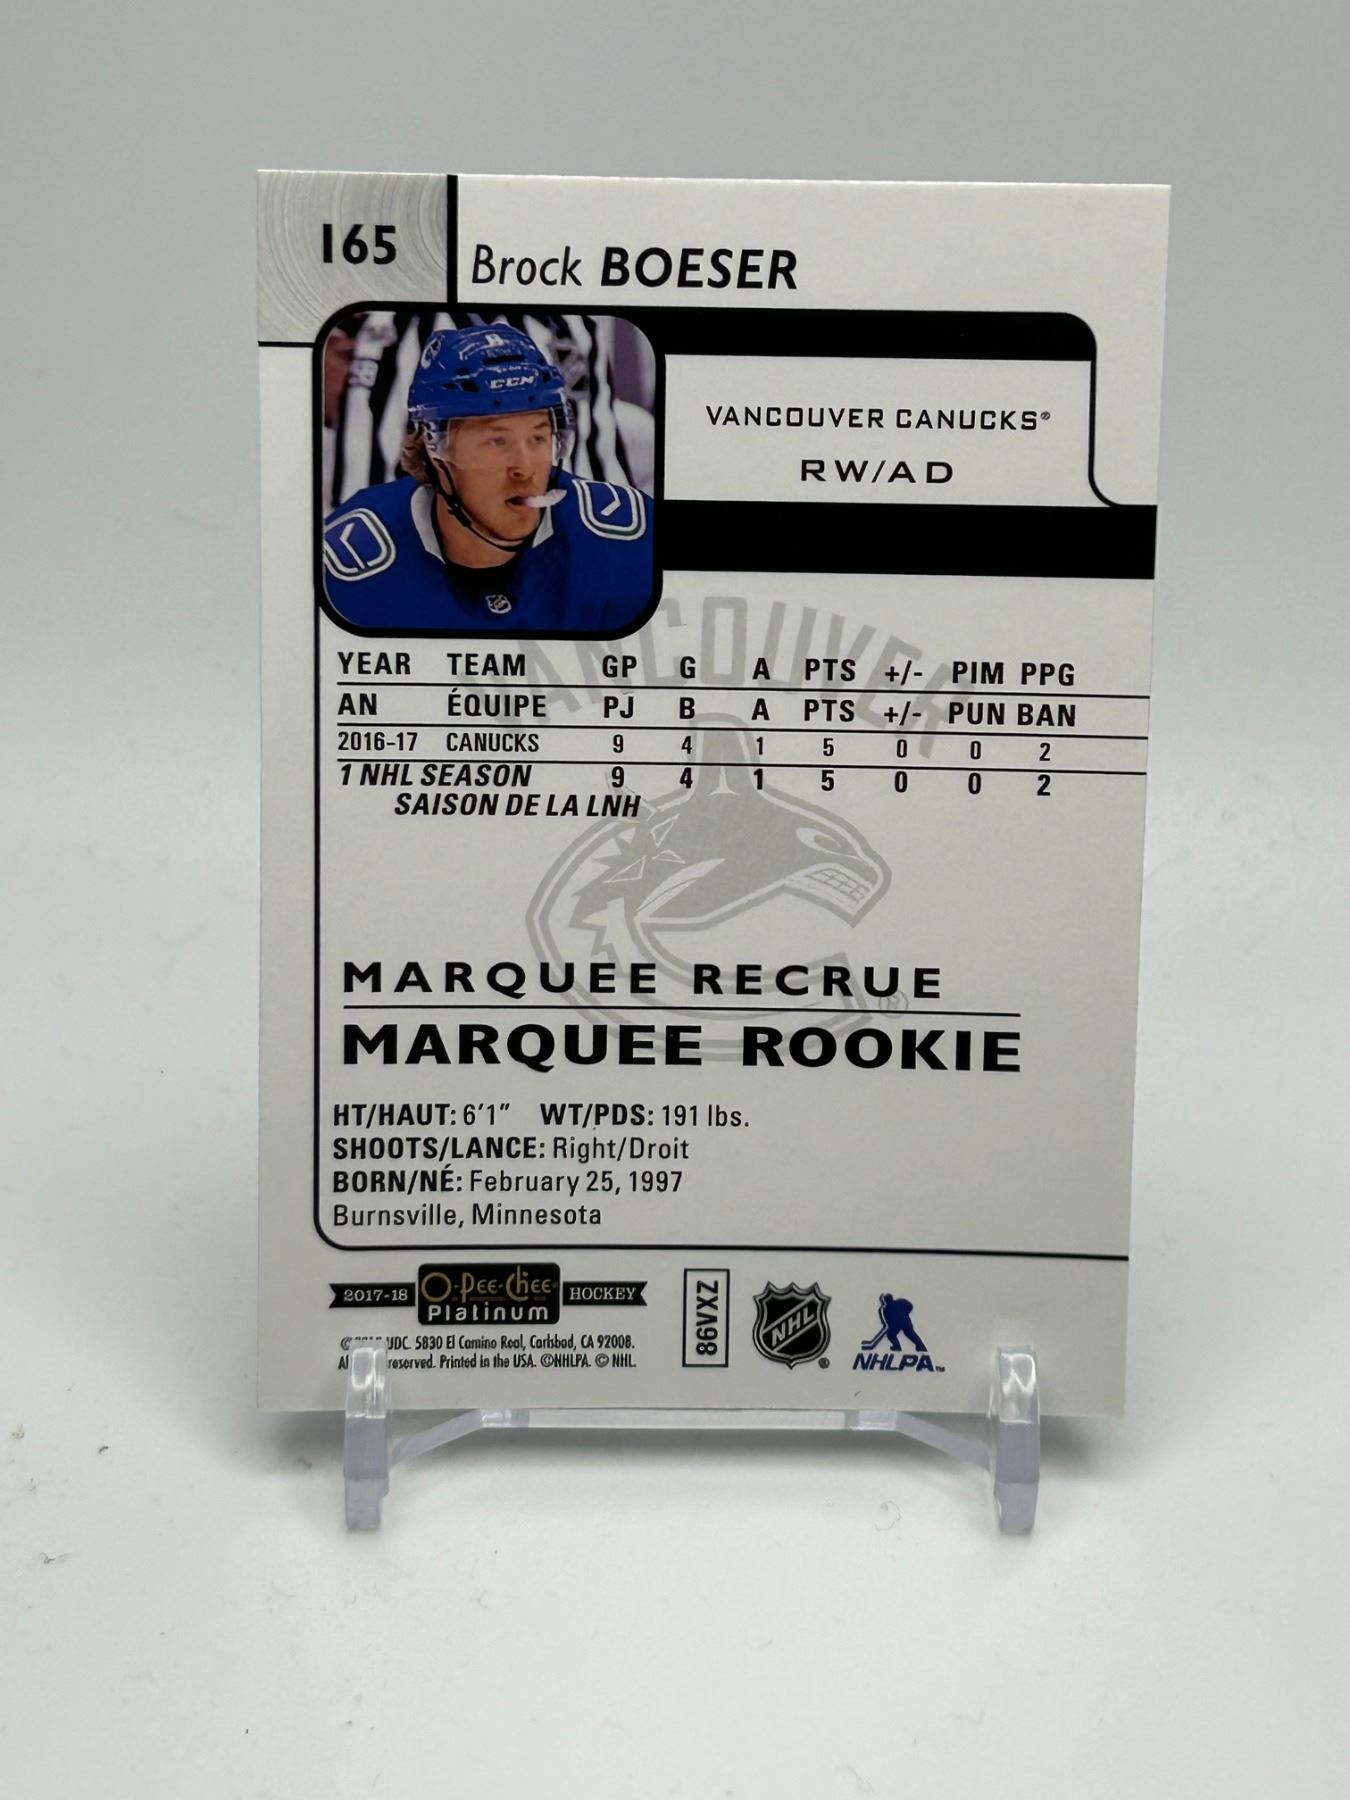 165
Brock BOESER
CCM
VANCOUVER CANUCKS®
RW/AD
VANCOUVER
YEAR TEAM GP G A PTS +/- PIM PPG
AN ÉQUIPE PJ B A PTS +/- PUN BAN
2016-17 CANUCKS 9 4 1 5 0 0 2
1 NHL SEASON 9 4 1 5 0 0 2
SAISON DE LA LNH
MARQUEE RECRUE
MARQUEE ROOKIE
HT/HAUT: 6'1" WT/PDS: 191 lbs.
SHOOTS/LANCE: Right/Droit
BORN/NÉ: February 25, 1997
Burnsville, Minnesota
2017-18 O-Pee-Chee® HOCKEY
Platinum
© UDC. 5830 El Camino Real, Carlsbad, CA 92008.
reserved. Printed in the USA. ©NHLPA. © NHL.
86VXZ
NHL®
NHLPA™